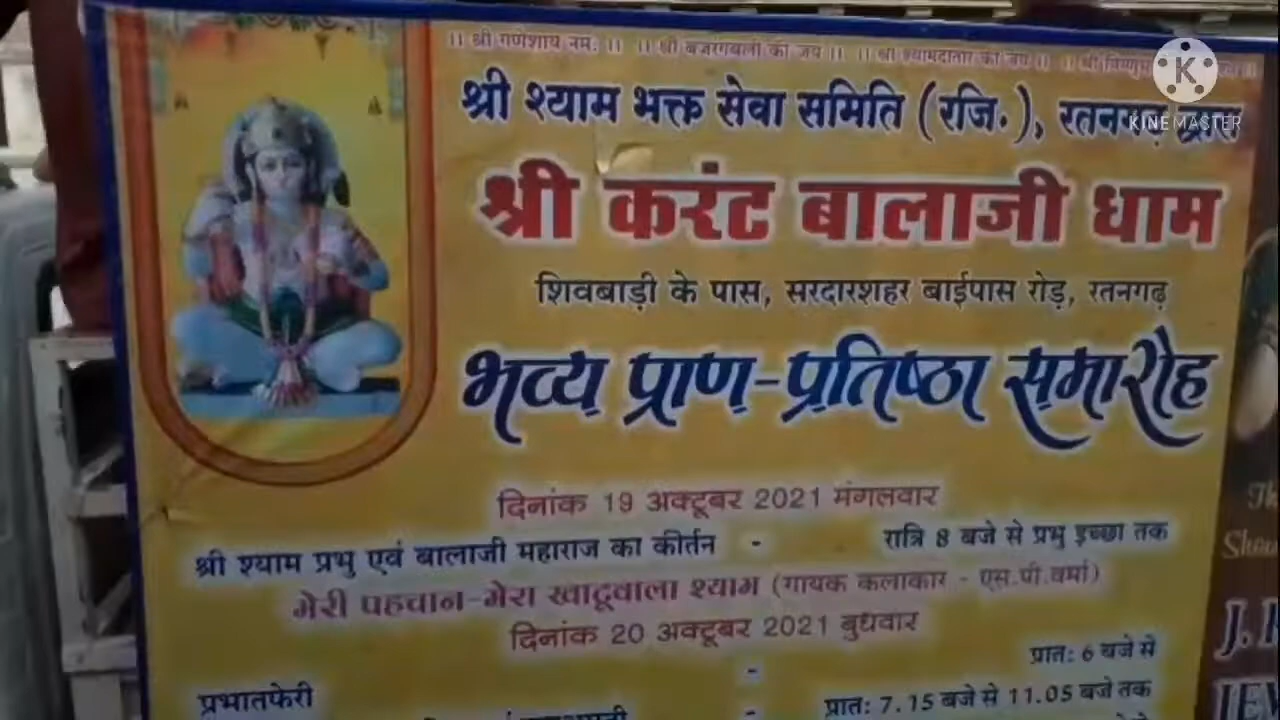 ।। श्री गणेशाय नमः ।। ।। श्री बजरंगबली की जय ।। ।। श्री श्यामदातार की जय ।। ।। श्री
श्री श्याम भक्त सेवा समिति (रजि.), रतनगढ़ द्वारा
श्री करंट बालाजी धाम
शिवबाड़ी के पास, सरदारशहर बाईपास रोड़, रतनगढ़
भव्य प्राण-प्रतिष्ठा समारोह
दिनांक 19 अक्टूबर 2021 मंगलवार
श्री श्याम प्रभु एवं बालाजी महाराज का कीर्तन - रात्रि 8 बजे से प्रभु इच्छा तक
मेरी पहचान-मेरा खाटूवाला श्याम (गायक कलाकार - एस.पी.वर्मा)
दिनांक 20 अक्टूबर 2021 बुधवार
प्रभातफेरी - प्रातः 6 बजे से
- प्रातः 7.15 बजे से 11.05 बजे तक
K
KINEMASTER
J.